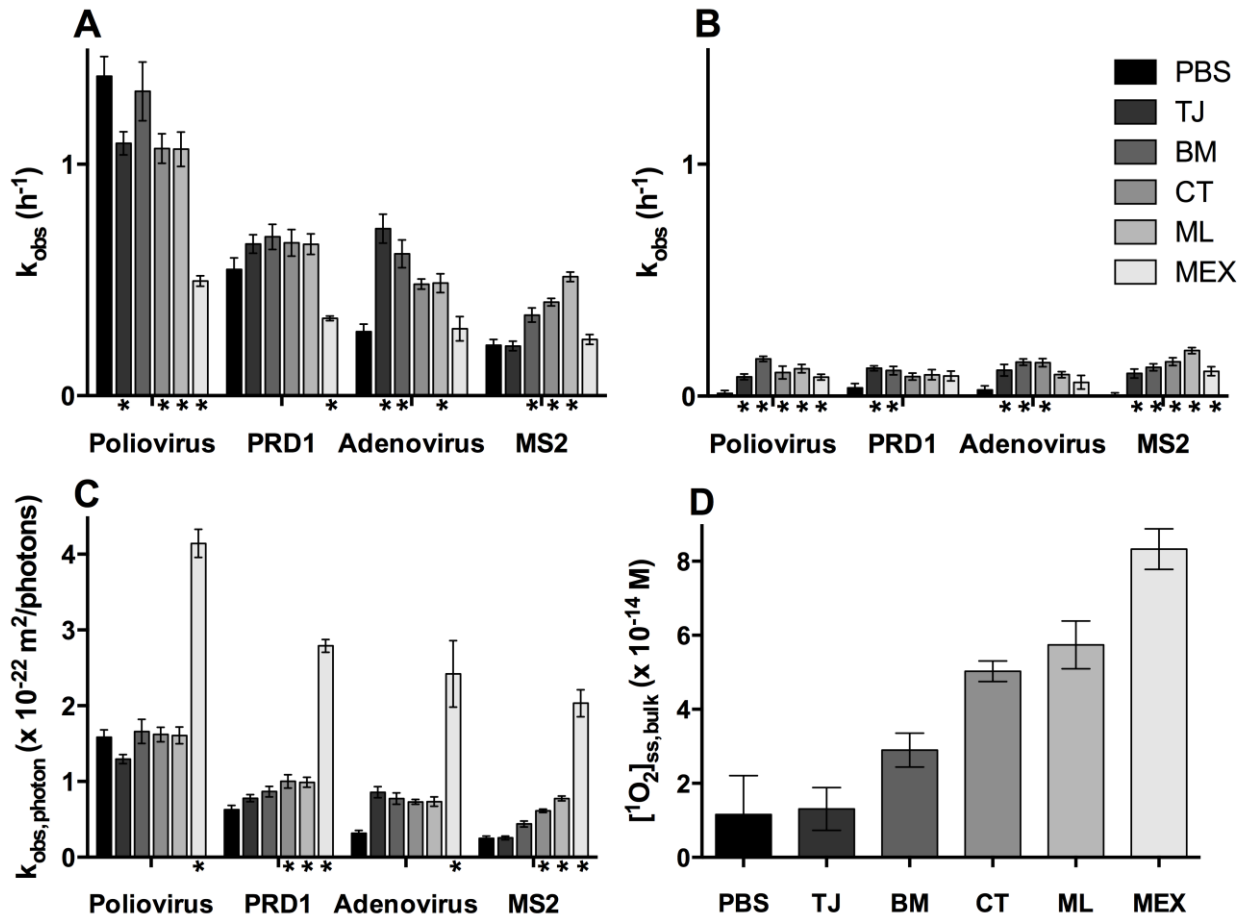 A
k_obs (h⁻¹)
1
0
* * * *
*
* * *
* * *
Poliovirus PRD1 Adenovirus MS2
B
k_obs (h⁻¹)
1
0
PBS
TJ
BM
CT
ML
MEX
* * * * *
* *
* * *
* * * * *
Poliovirus PRD1 Adenovirus MS2
C
k_obs,photon (x 10⁻²² m²/photons)
4
3
2
1
0
*
* * *
*
* * *
Poliovirus PRD1 Adenovirus MS2
D
[¹O₂]ss,bulk (x 10⁻¹⁴ M)
8
6
4
2
0
PBS TJ BM CT ML MEX